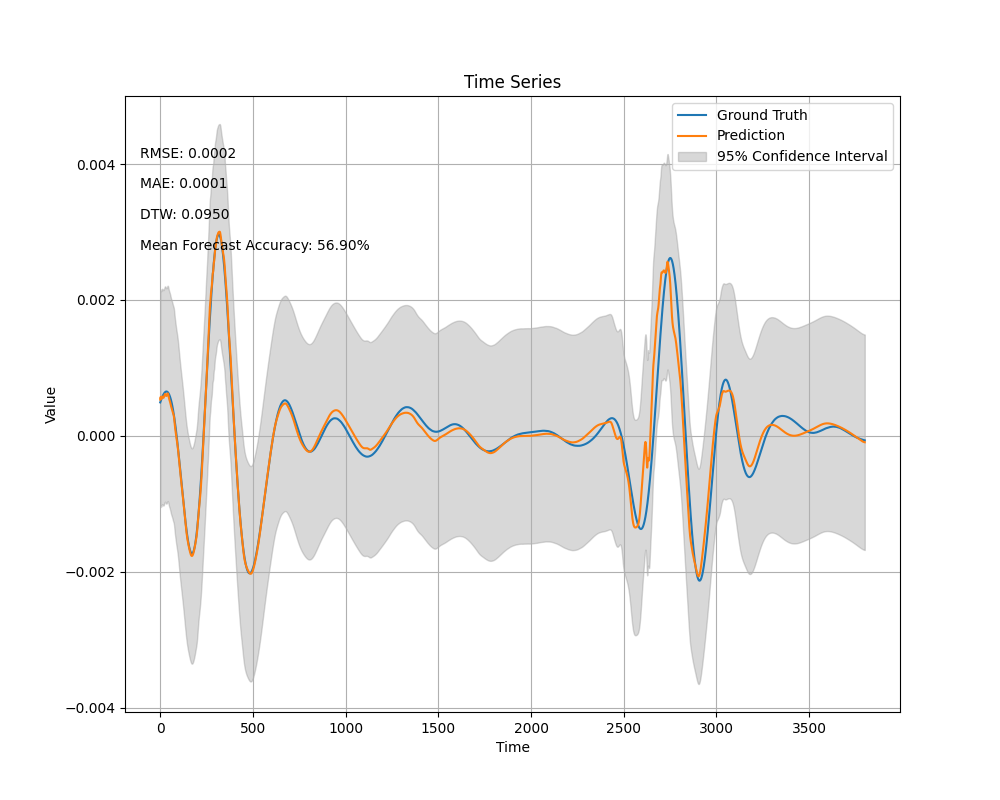 Time Series
Ground Truth
Prediction
95% Confidence Interval
RMSE: 0.0002
MAE: 0.0001
DTW: 0.0950
Mean Forecast Accuracy: 56.90%
0.004
0.002
0.000
−0.002
−0.004
Value
0 500 1000 1500 2000 2500 3000 3500
Time